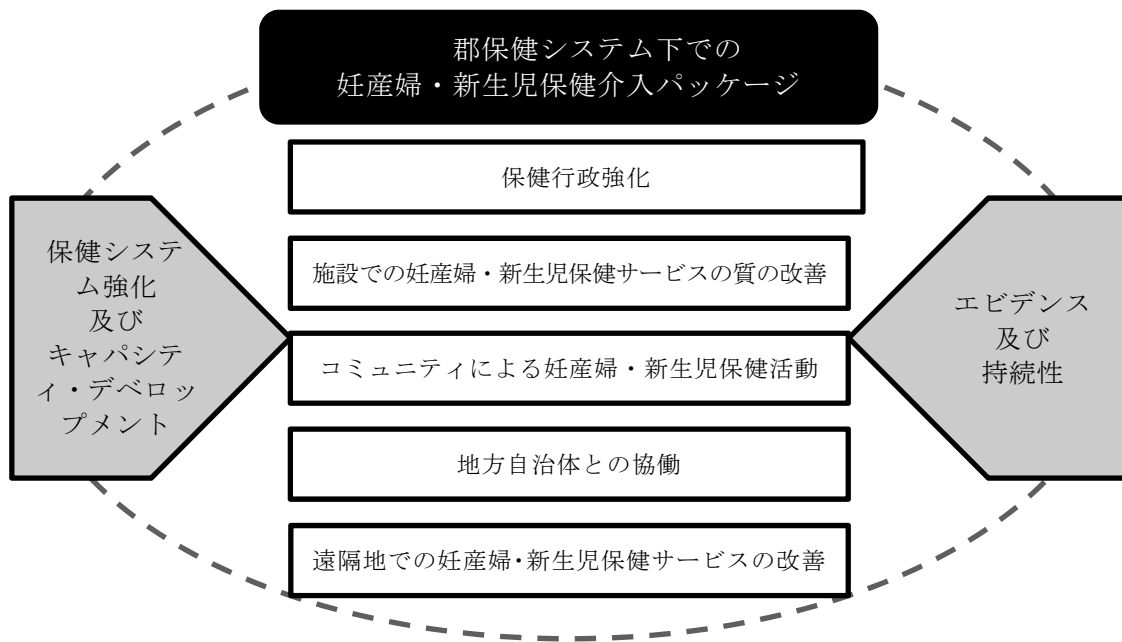 郡保健システム下での
妊産婦・新生児保健介入パッケージ
保健行政強化
施設での妊産婦・新生児保健サービスの質の改善
コミュニティによる妊産婦・新生児保健活動
地方自治体との協働
遠隔地での妊産婦・新生児保健サービスの改善
保健システ
ム強化
及び
キャパシテ
ィ・デベロッ
プメント
エビデンス
及び
持続性